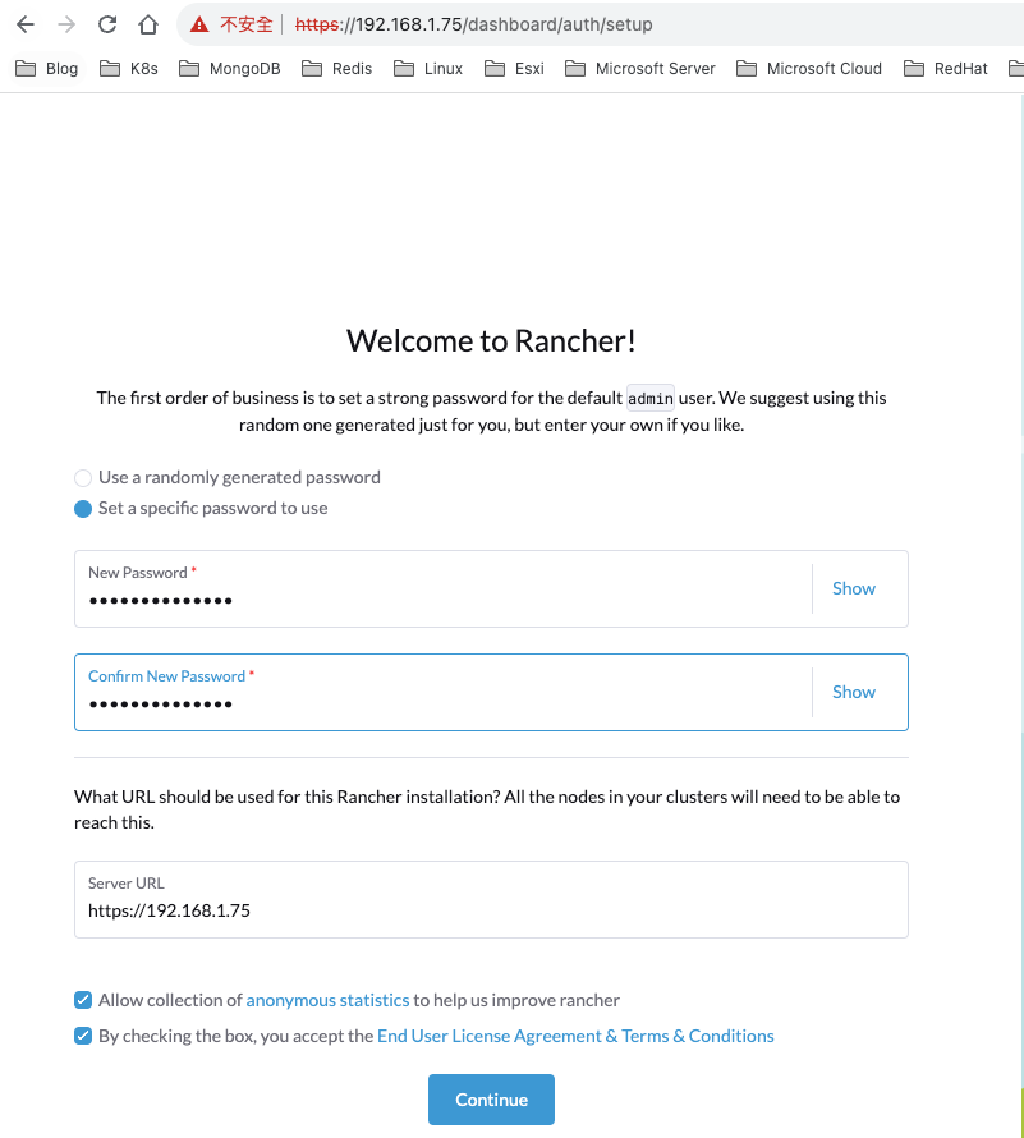 不安全 | https://192.168.1.75/dashboard/auth/setup
Blog K8s MongoDB Redis Linux Esxi Microsoft Server Microsoft Cloud RedHat
Welcome to Rancher!
The first order of business is to set a strong password for the default admin user. We suggest using this
random one generated just for you, but enter your own if you like.
Use a randomly generated password
Set a specific password to use
New Password *
••••••••••••••
Show
Confirm New Password *
••••••••••••••
Show
What URL should be used for this Rancher installation? All the nodes in your clusters will need to be able to
reach this.
Server URL
https://192.168.1.75
Allow collection of anonymous statistics to help us improve rancher
By checking the box, you accept the End User License Agreement & Terms & Conditions
Continue